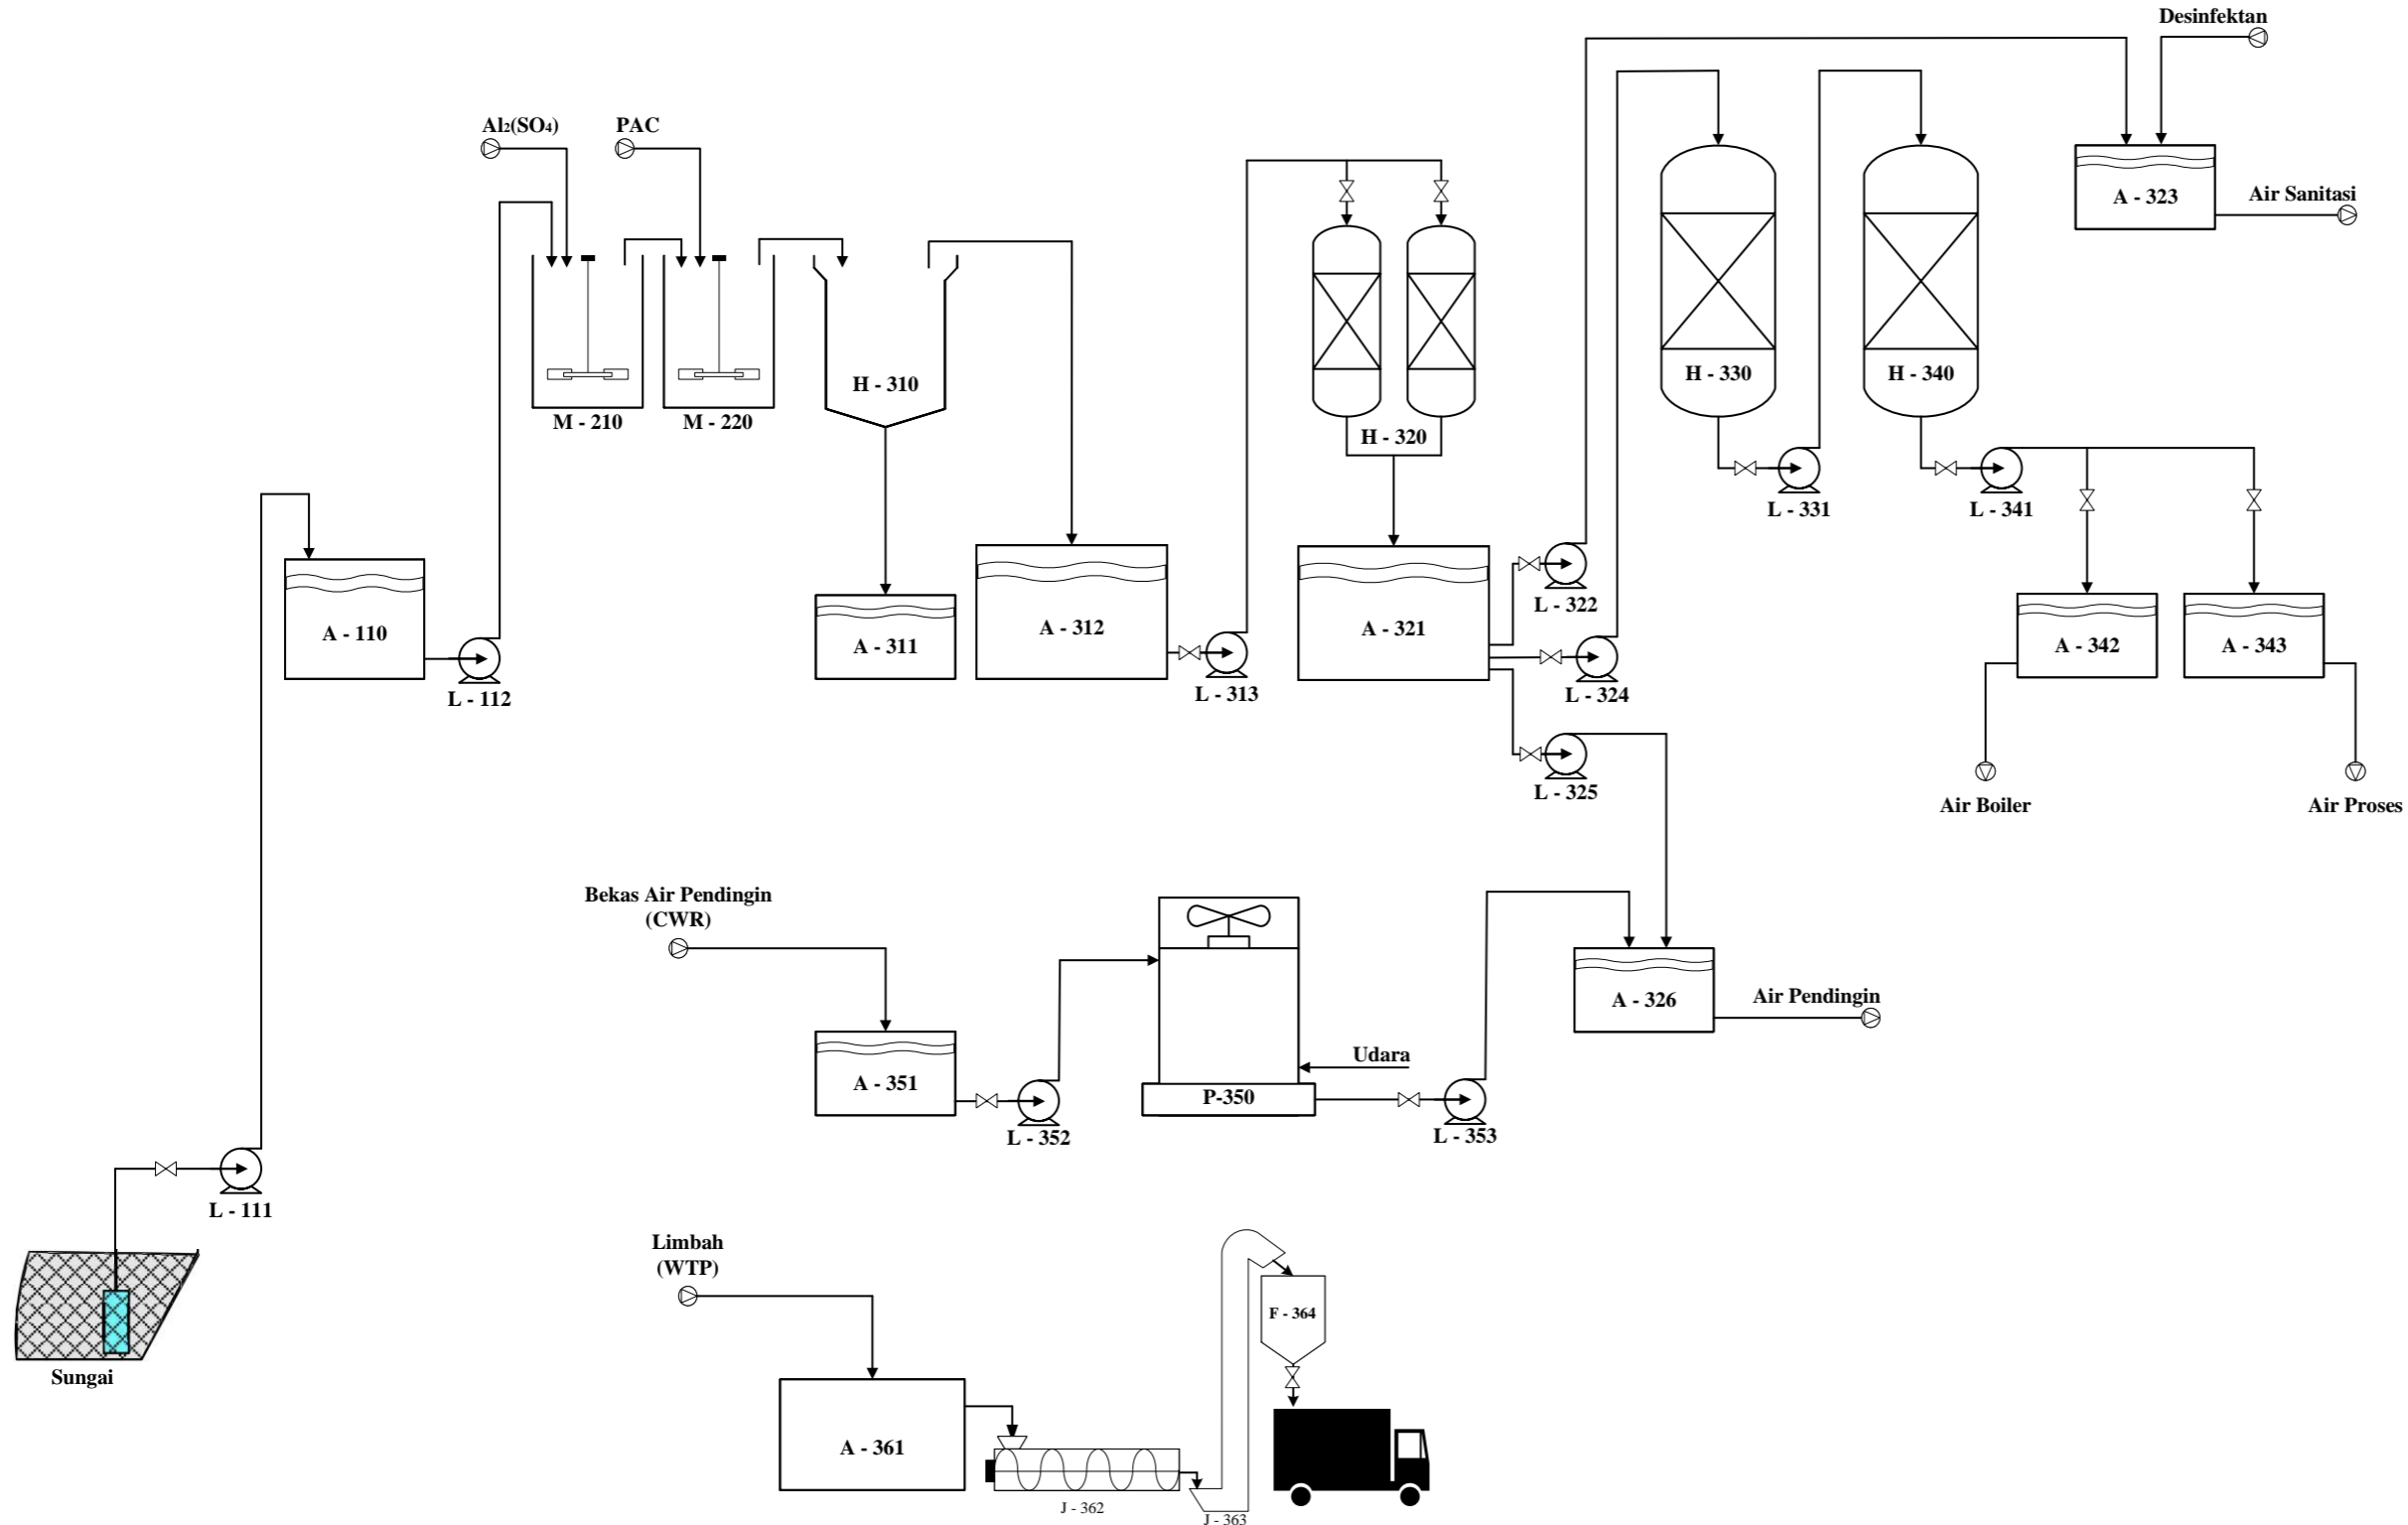 Desinfektan
Al₂(SO₄)
PAC
A - 323
Air Sanitasi
H - 310
H - 330
H - 340
M - 210
M - 220
H - 320
L - 331
L - 341
A - 110
A - 311
A - 312
A - 321
L - 322
A - 342
A - 343
L - 112
L - 313
L - 324
L - 325
Air Boiler
Air Proses
Bekas Air Pendingin
(CWR)
A - 326
Air Pendingin
Udara
A - 351
P-350
L - 352
L - 353
L - 111
Limbah
(WTP)
F - 364
Sungai
A - 361
J - 362
J - 363